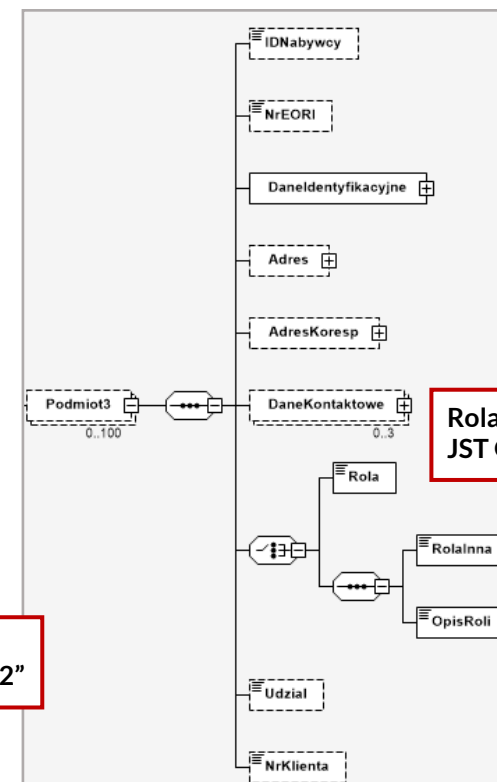 IDNabywcy
NrEORI
DaneIdentyfikacyjne
Adres
AdresKoresp
Podmiot3
0..100
DaneKontaktowe
0..3
Rola
JST
Rola
RolaInna
OpisRoli
2”
Udzial
NrKlienta